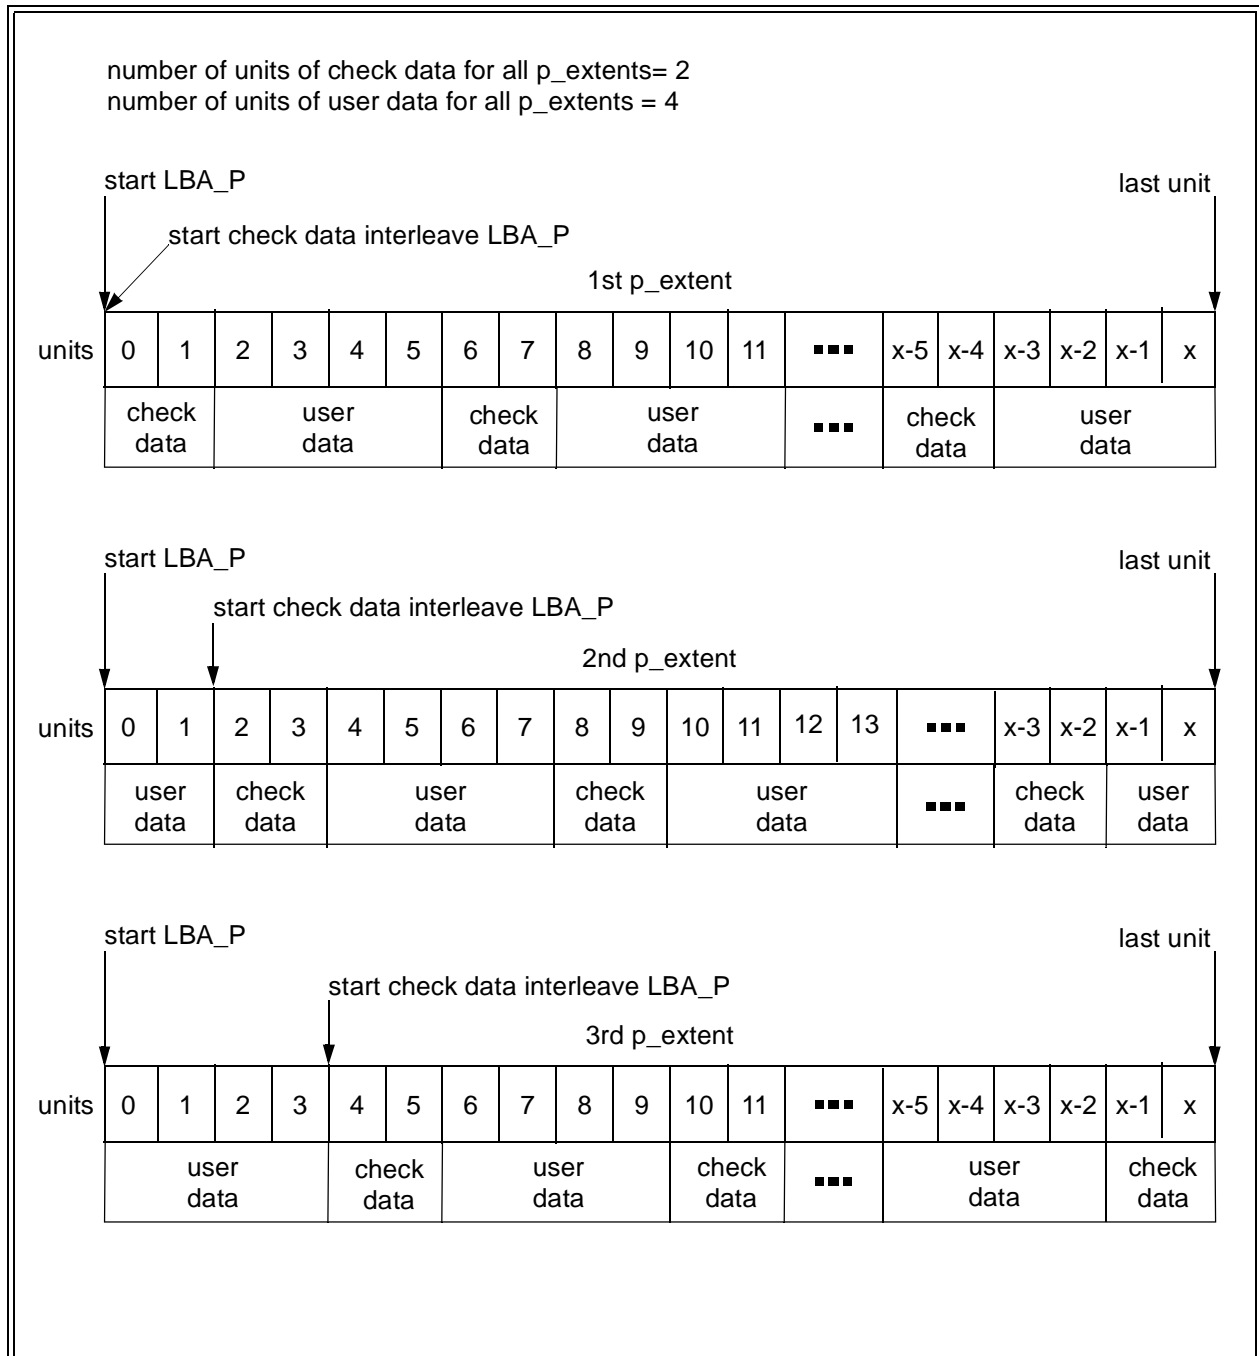 number of units of check data for all p_extents= 2
number of units of user data for all p_extents = 4
start LBA_P
last unit
start check data interleave LBA_P
1st p_extent
units 0 1 2 3 4 5 6 7 8 9 10 11 ▪▪▪ x-5 x-4 x-3 x-2 x-1 x
check data user data check data user data ▪▪▪ check data user data
start LBA_P
last unit
start check data interleave LBA_P
2nd p_extent
units 0 1 2 3 4 5 6 7 8 9 10 11 12 13 ▪▪▪ x-3 x-2 x-1 x
user data check data user data check data user data ▪▪▪ check data user data
start LBA_P
last unit
start check data interleave LBA_P
3rd p_extent
units 0 1 2 3 4 5 6 7 8 9 10 11 ▪▪▪ x-5 x-4 x-3 x-2 x-1 x
user data check data user data check data ▪▪▪ user data check data